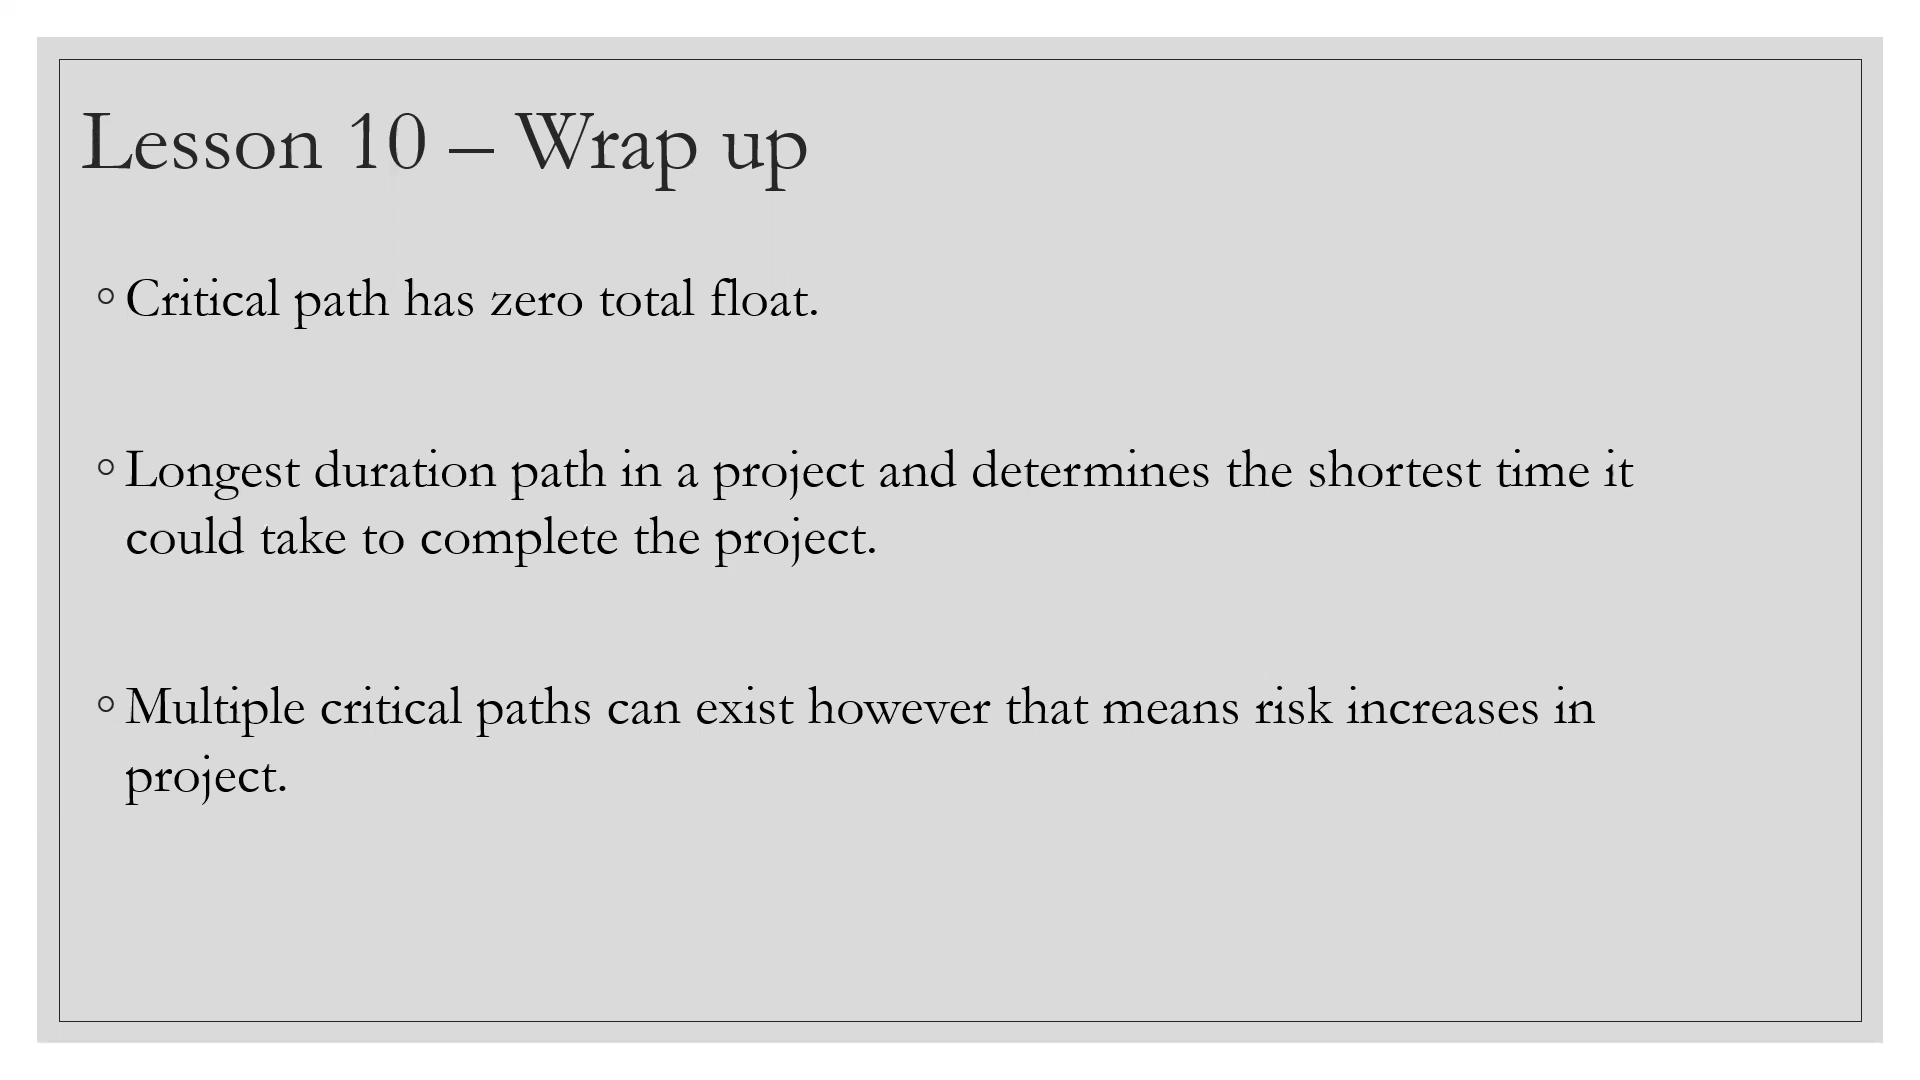 Lesson 10 – Wrap up
◦ Critical path has zero total float.
◦ Longest duration path in a project and determines the shortest time it
could take to complete the project.
◦ Multiple critical paths can exist however that means risk increases in
project.